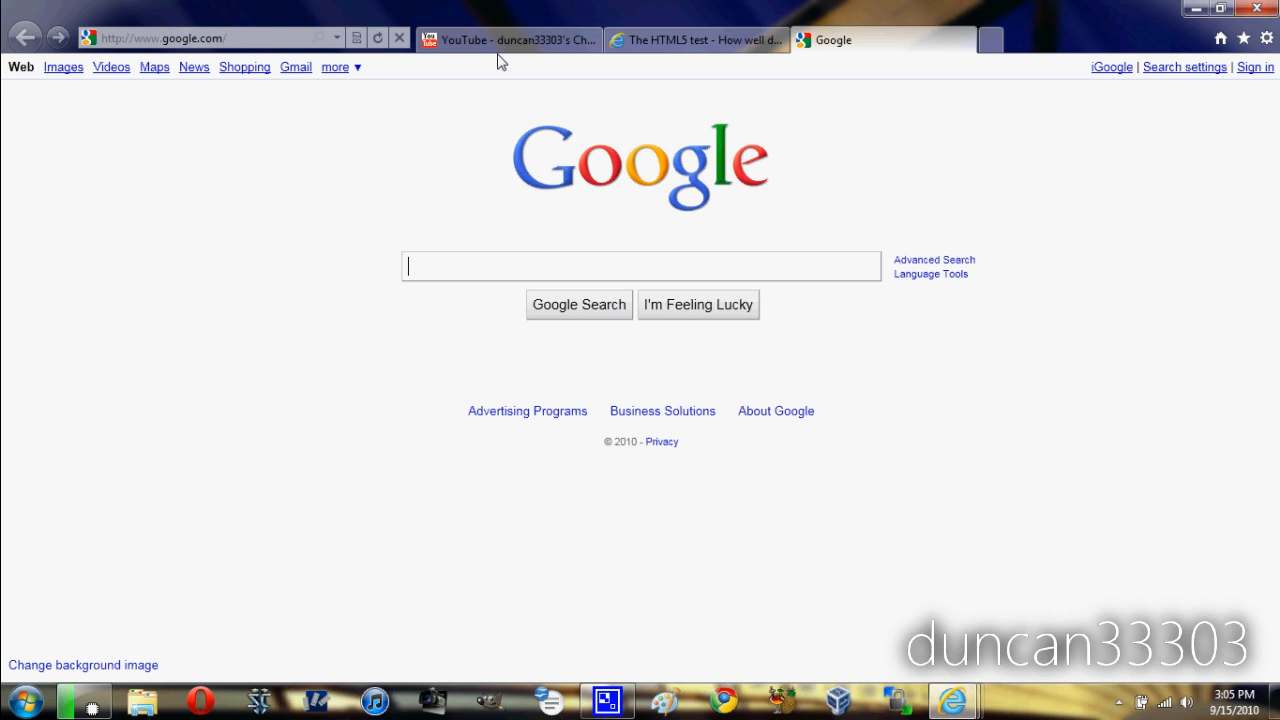 http://www.google.com/
YouTube - duncan33303's Ch...
The HTML5 test - How well d...
Google
Web Images Videos Maps News Shopping Gmail more ▼
iGoogle | Search settings | Sign in
Google
Advanced Search
Language Tools
Google Search
I'm Feeling Lucky
Advertising Programs Business Solutions About Google
© 2010 - Privacy
duncan33303
Change background image
3:05 PM
9/15/2010